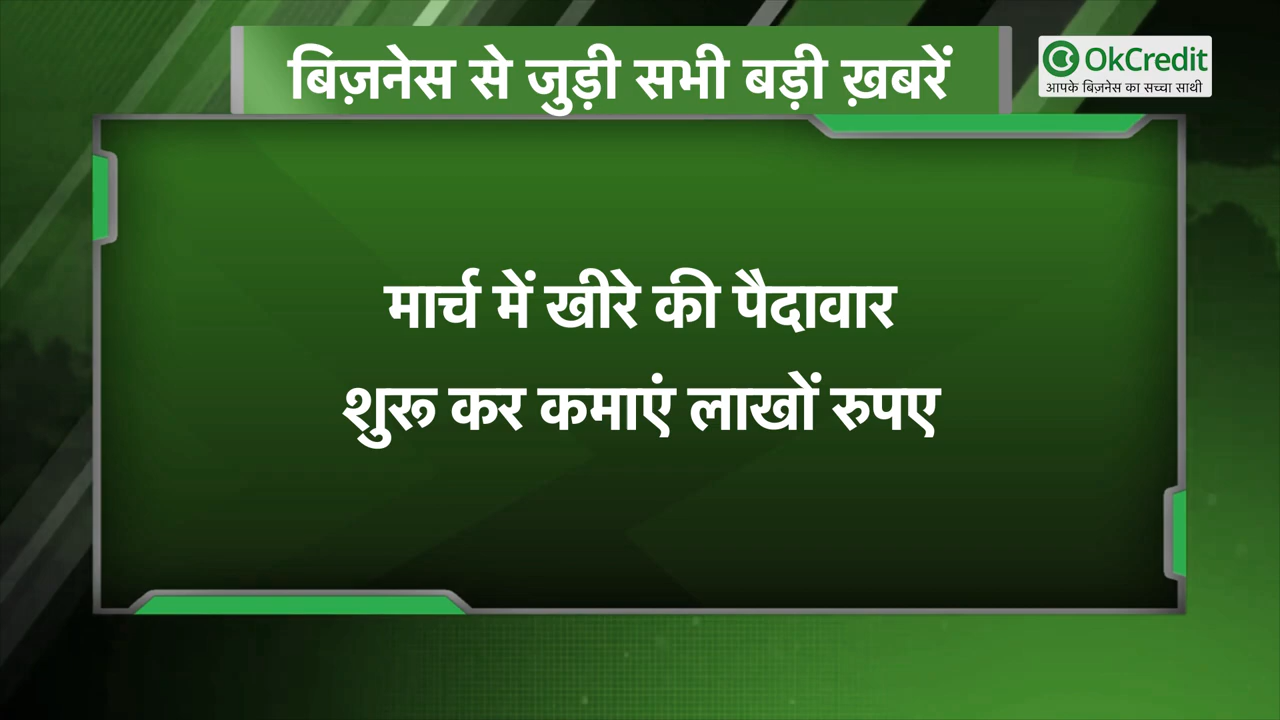 बिज़नेस से जुड़ी सभी बड़ी ख़बरें
OkCredit
आपके बिज़नेस का सच्चा साथी
मार्च में खीरे की पैदावार
शुरू कर कमाएं लाखों रुपए